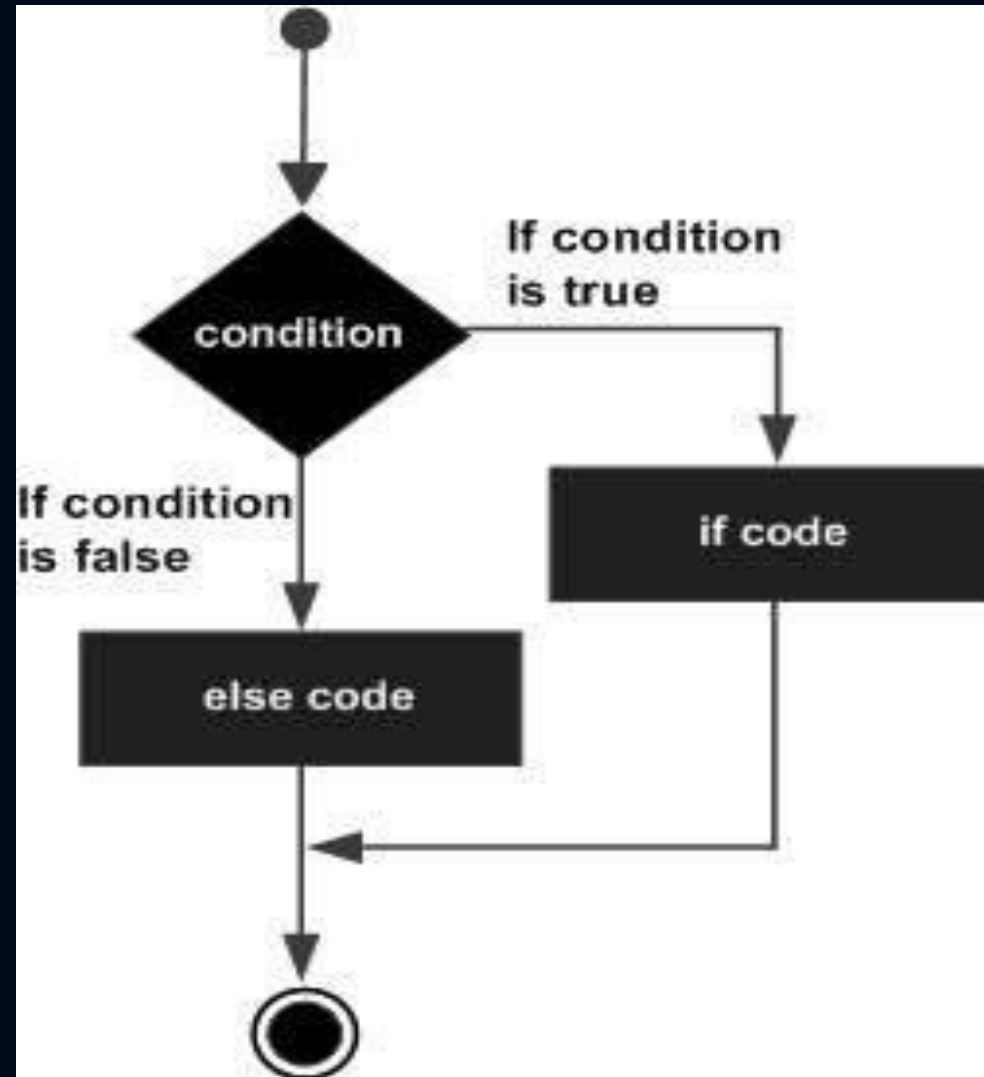 If condition
is true
condition
If condition
is false
if code
else code